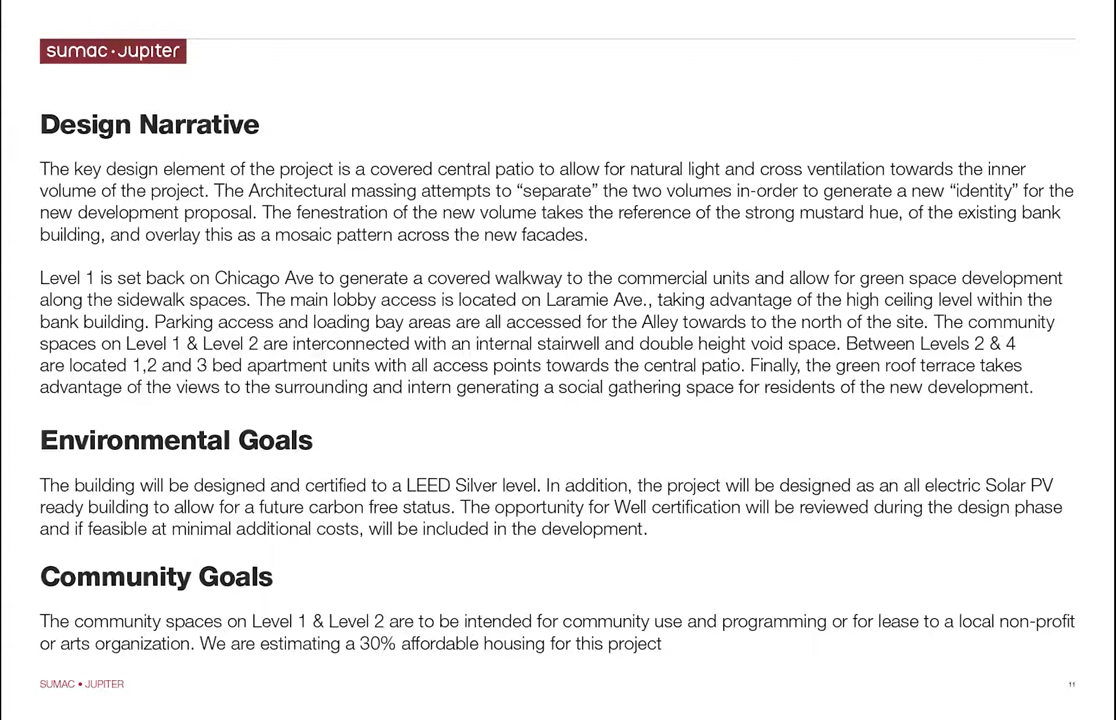 sumac•Jupiter
Design Narrative
The key design element of the project is a covered central patio to allow for natural light and cross ventilation towards the inner
volume of the project. The Architectural massing attempts to “separate” the two volumes in-order to generate a new “identity” for the
new development proposal. The fenestration of the new volume takes the reference of the strong mustard hue, of the existing bank
building, and overlay this as a mosaic pattern across the new facades.
Level 1 is set back on Chicago Ave to generate a covered walkway to the commercial units and allow for green space development
along the sidewalk spaces. The main lobby access is located on Laramie Ave., taking advantage of the high ceiling level within the
bank building. Parking access and loading bay areas are all accessed for the Alley towards to the north of the site. The community
spaces on Level 1 & Level 2 are interconnected with an internal stairwell and double height void space. Between Levels 2 & 4
are located 1,2 and 3 bed apartment units with all access points towards the central patio. Finally, the green roof terrace takes
advantage of the views to the surrounding and intern generating a social gathering space for residents of the new development.
Environmental Goals
The building will be designed and certified to a LEED Silver level. In addition, the project will be designed as an all electric Solar PV
ready building to allow for a future carbon free status. The opportunity for Well certification will be reviewed during the design phase
and if feasible at minimal additional costs, will be included in the development.
Community Goals
The community spaces on Level 1 & Level 2 are to be intended for community use and programming or for lease to a local non-profit
or arts organization. We are estimating a 30% affordable housing for this project
SUMAC • JUPITER
11